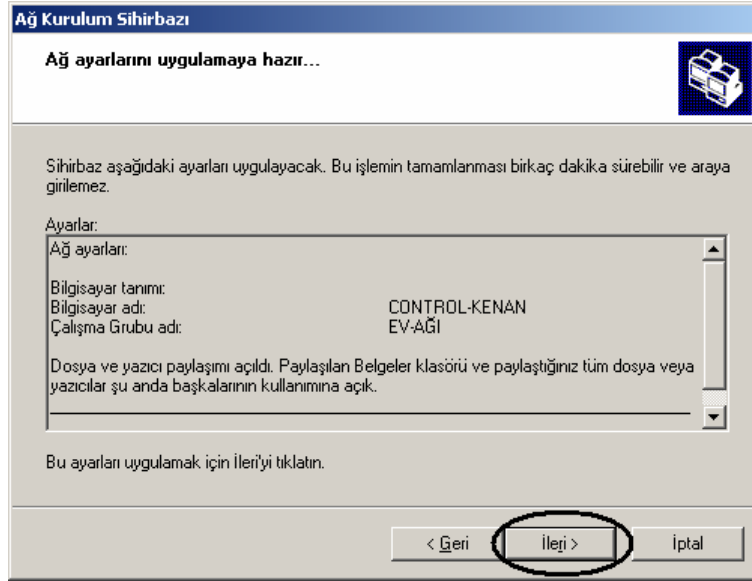 Ağ Kurulum Sihirbazı
Ağ ayarlarını uygulamaya hazır...
Sihirbaz aşağıdaki ayarları uygulayacak. Bu işlemin tamamlanması birkaç dakika sürebilir ve araya
girilemez.
Ayarlar:
Ağ ayarları:
Bilgisayar tanımı:
Bilgisayar adı: CONTROL-KENAN
Çalışma Grubu adı: EV-AĞI
Dosya ve yazıcı paylaşımı açıldı. Paylaşılan Belgeler klasörü ve paylaştığınız tüm dosya veya
yazıcılar şu anda başkalarının kullanımına açık.
Bu ayarları uygulamak için İleri'yi tıklatın.
< Geri İleri > İptal